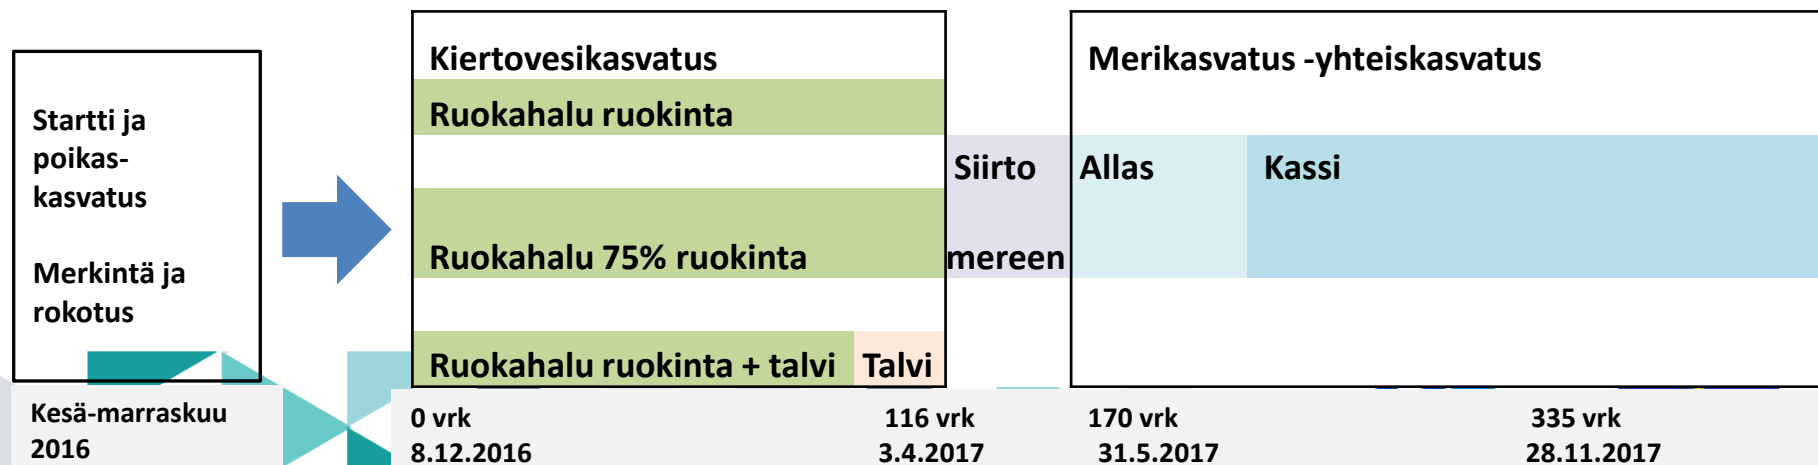 Startti ja
poikas-
kasvatus
Merkintä ja
rokotus
Kiertovesikasvatus
Ruokahalu ruokinta
Ruokahalu 75% ruokinta
Ruokahalu ruokinta + talvi
Talvi
Siirto
mereen
Merikasvatus -yhteiskasvatus
Allas
Kassi
Kesä-marraskuu
2016
0 vrk
8.12.2016
116 vrk
3.4.2017
170 vrk
31.5.2017
335 vrk
28.11.2017